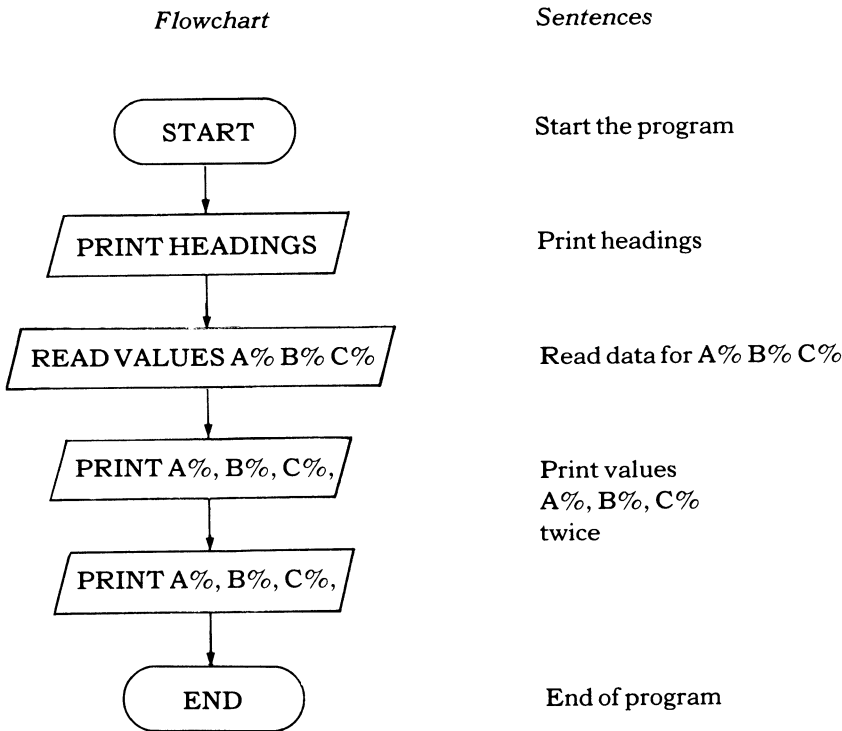 Flowchart
Sentences
START
Start the program
PRINT HEADINGS
Print headings
READ VALUES A% B% C%
Read data for A% B% C%
PRINT A%, B%, C%,
Print values
A%, B%, C%
twice
PRINT A%, B%, C%,
END
End of program